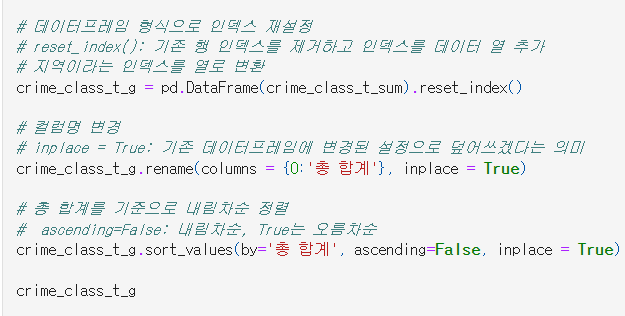 # 데이터프레임 형식으로 인덱스 재설정
# reset_index(): 기존 행 인덱스를 제거하고 인덱스를 데이터 열 추가
# 지역이라는 인덱스를 열로 변환
crime_class_t_g = pd.DataFrame(crime_class_t_sum).reset_index()
# 컬럼명 변경
# inplace = True: 기존 데이터프레임에 변경된 설정으로 덮어쓰겠다는 의미
crime_class_t_g.rename(columns = {0:'총 합계'}, inplace = True)
# 총 합계를 기준으로 내림차순 정렬
#  ascending=False: 내림차순, True는 오름차순
crime_class_t_g.sort_values(by='총 합계', ascending=False, inplace = True)
crime_class_t_g